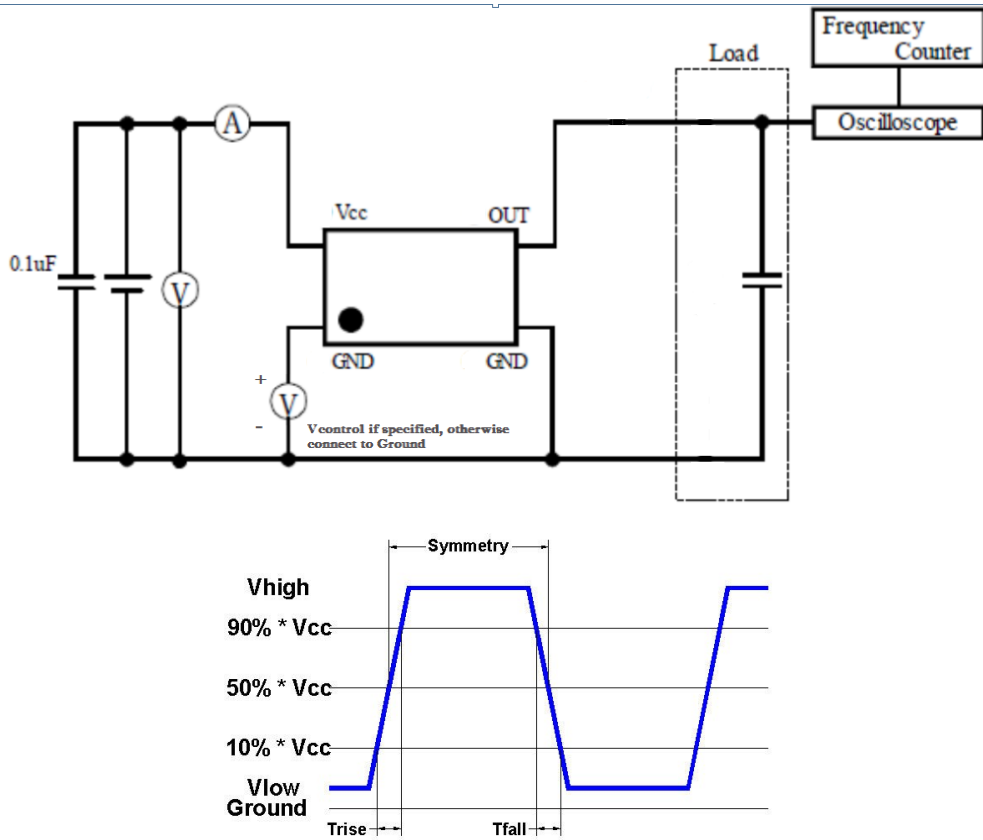 Frequency
Counter
Load
Oscilloscope
A
Vcc
OUT
0.1uF
V
GND
GND
+
V
-
Vcontrol if specified, otherwise
connect to Ground
Symmetry
Vhigh
90% * Vcc
50% * Vcc
10% * Vcc
Vlow
Ground
Trise
Tfall